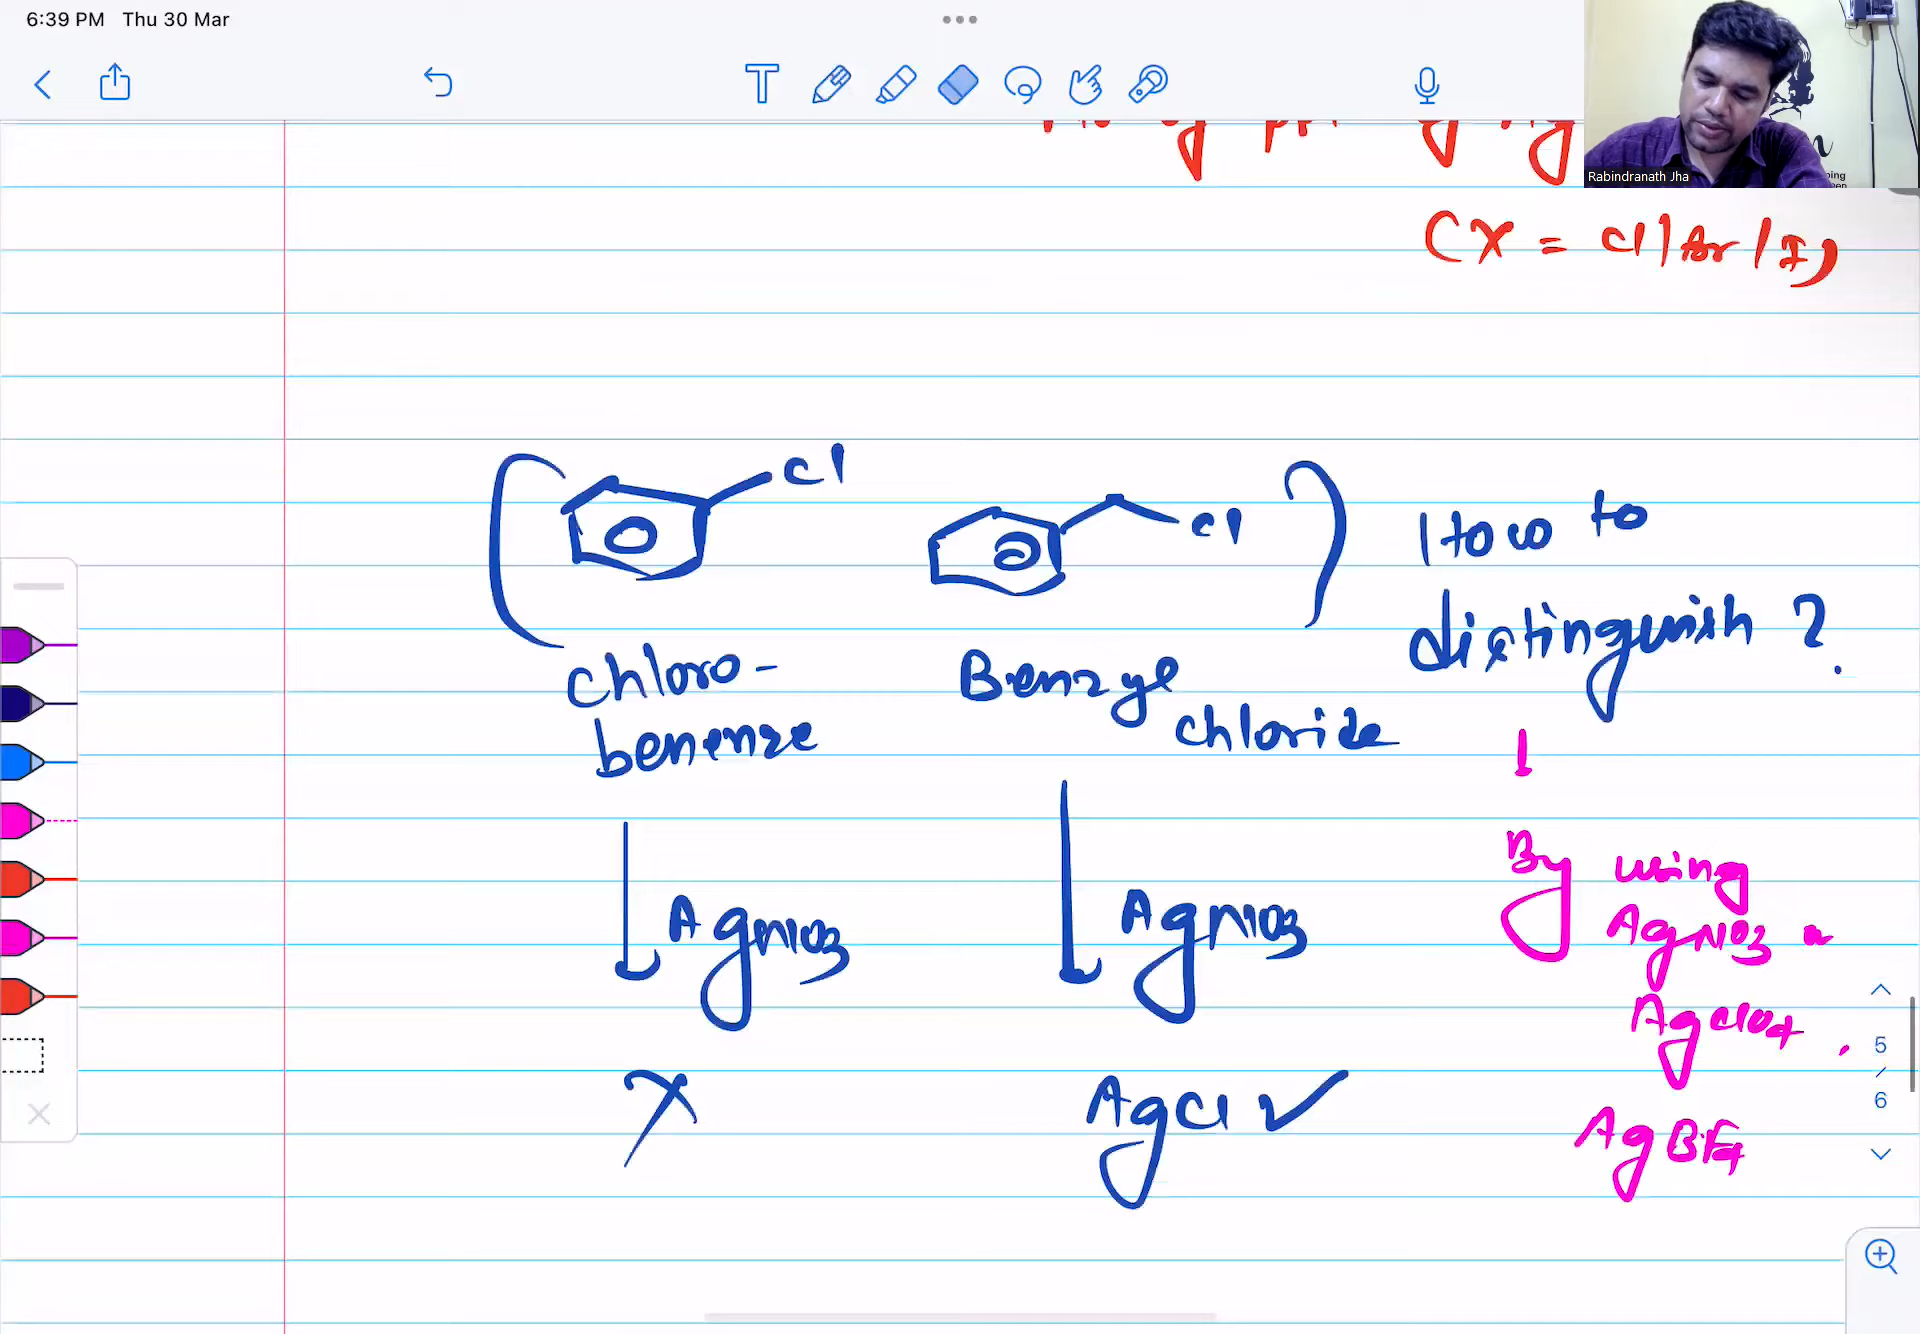 6:39 PM Thu 30 Mar
Rabindranath Jha
(X = Cl/Br/I)
Cl
Cl
How to
distinguish ?
Chloro-
benzene
Benzyl
chloride
By using
AgNO3
AgClO4 .
AgBF4
AgNO3
AgNO3
X
AgCl ✓
5
/
6